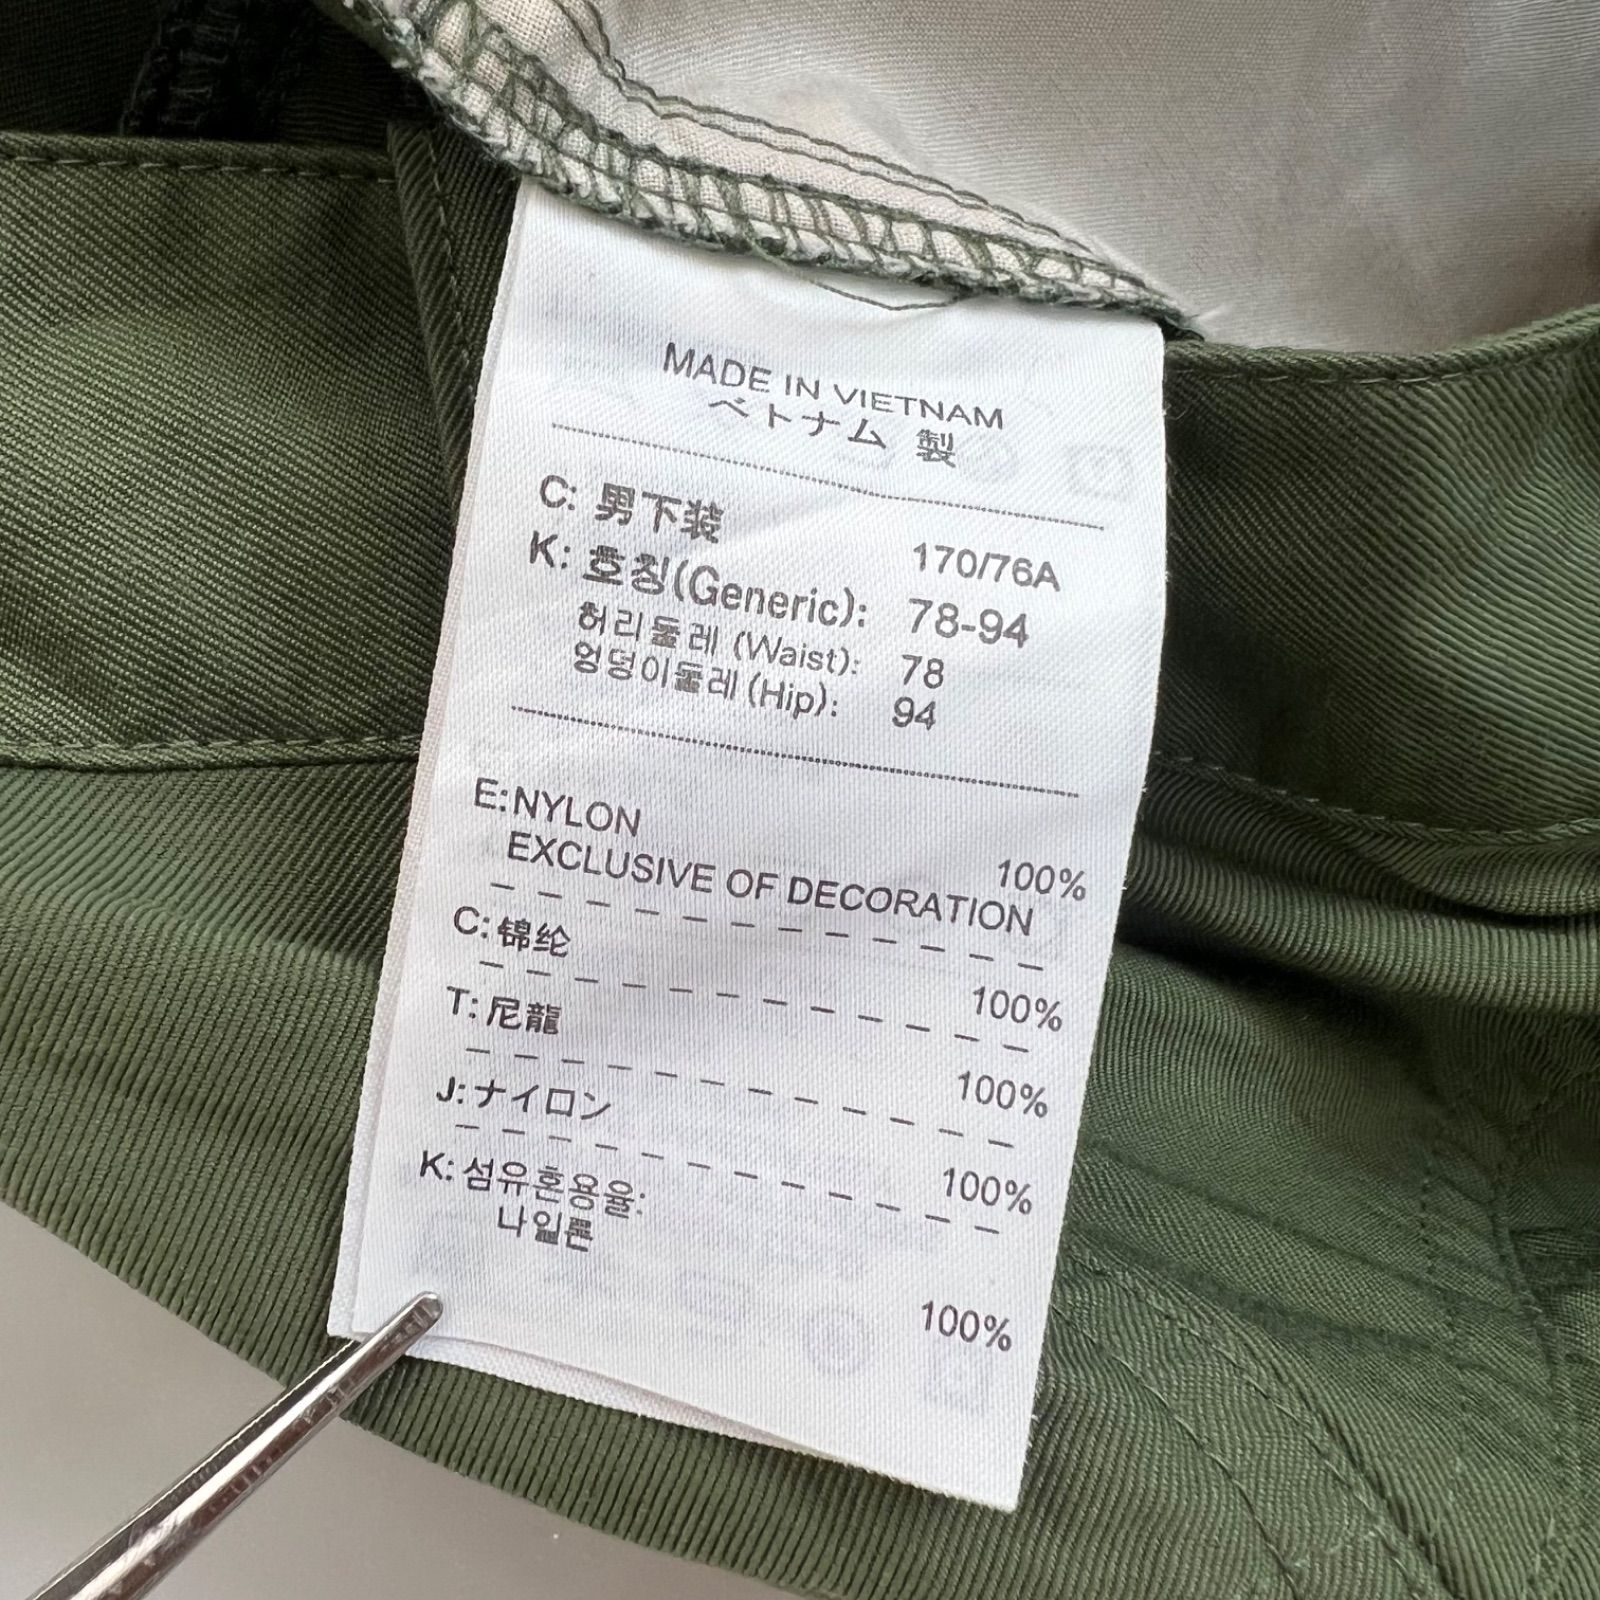 MADE IN VIETNAM
ベトナム 製
C: 男下装 170/76A
K: 호칭(Generic): 78-94
허리둘레 (Waist): 78
엉덩이둘레 (Hip): 94
E:NYLON 100%
EXCLUSIVE OF DECORATION
C:锦纶 100%
T:尼龍 100%
J:ナイロン 100%
K:섬유혼용율:
나일론 100%